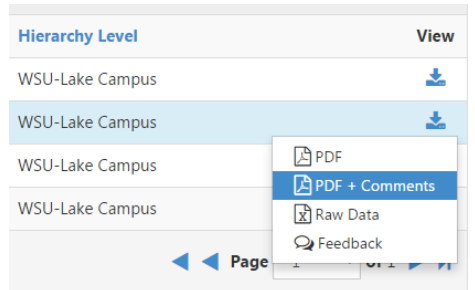 Hierarchy Level View
WSU-Lake Campus
WSU-Lake Campus
WSU-Lake Campus
WSU-Lake Campus
PDF
PDF + Comments
Raw Data
Feedback
Page 1 of 1